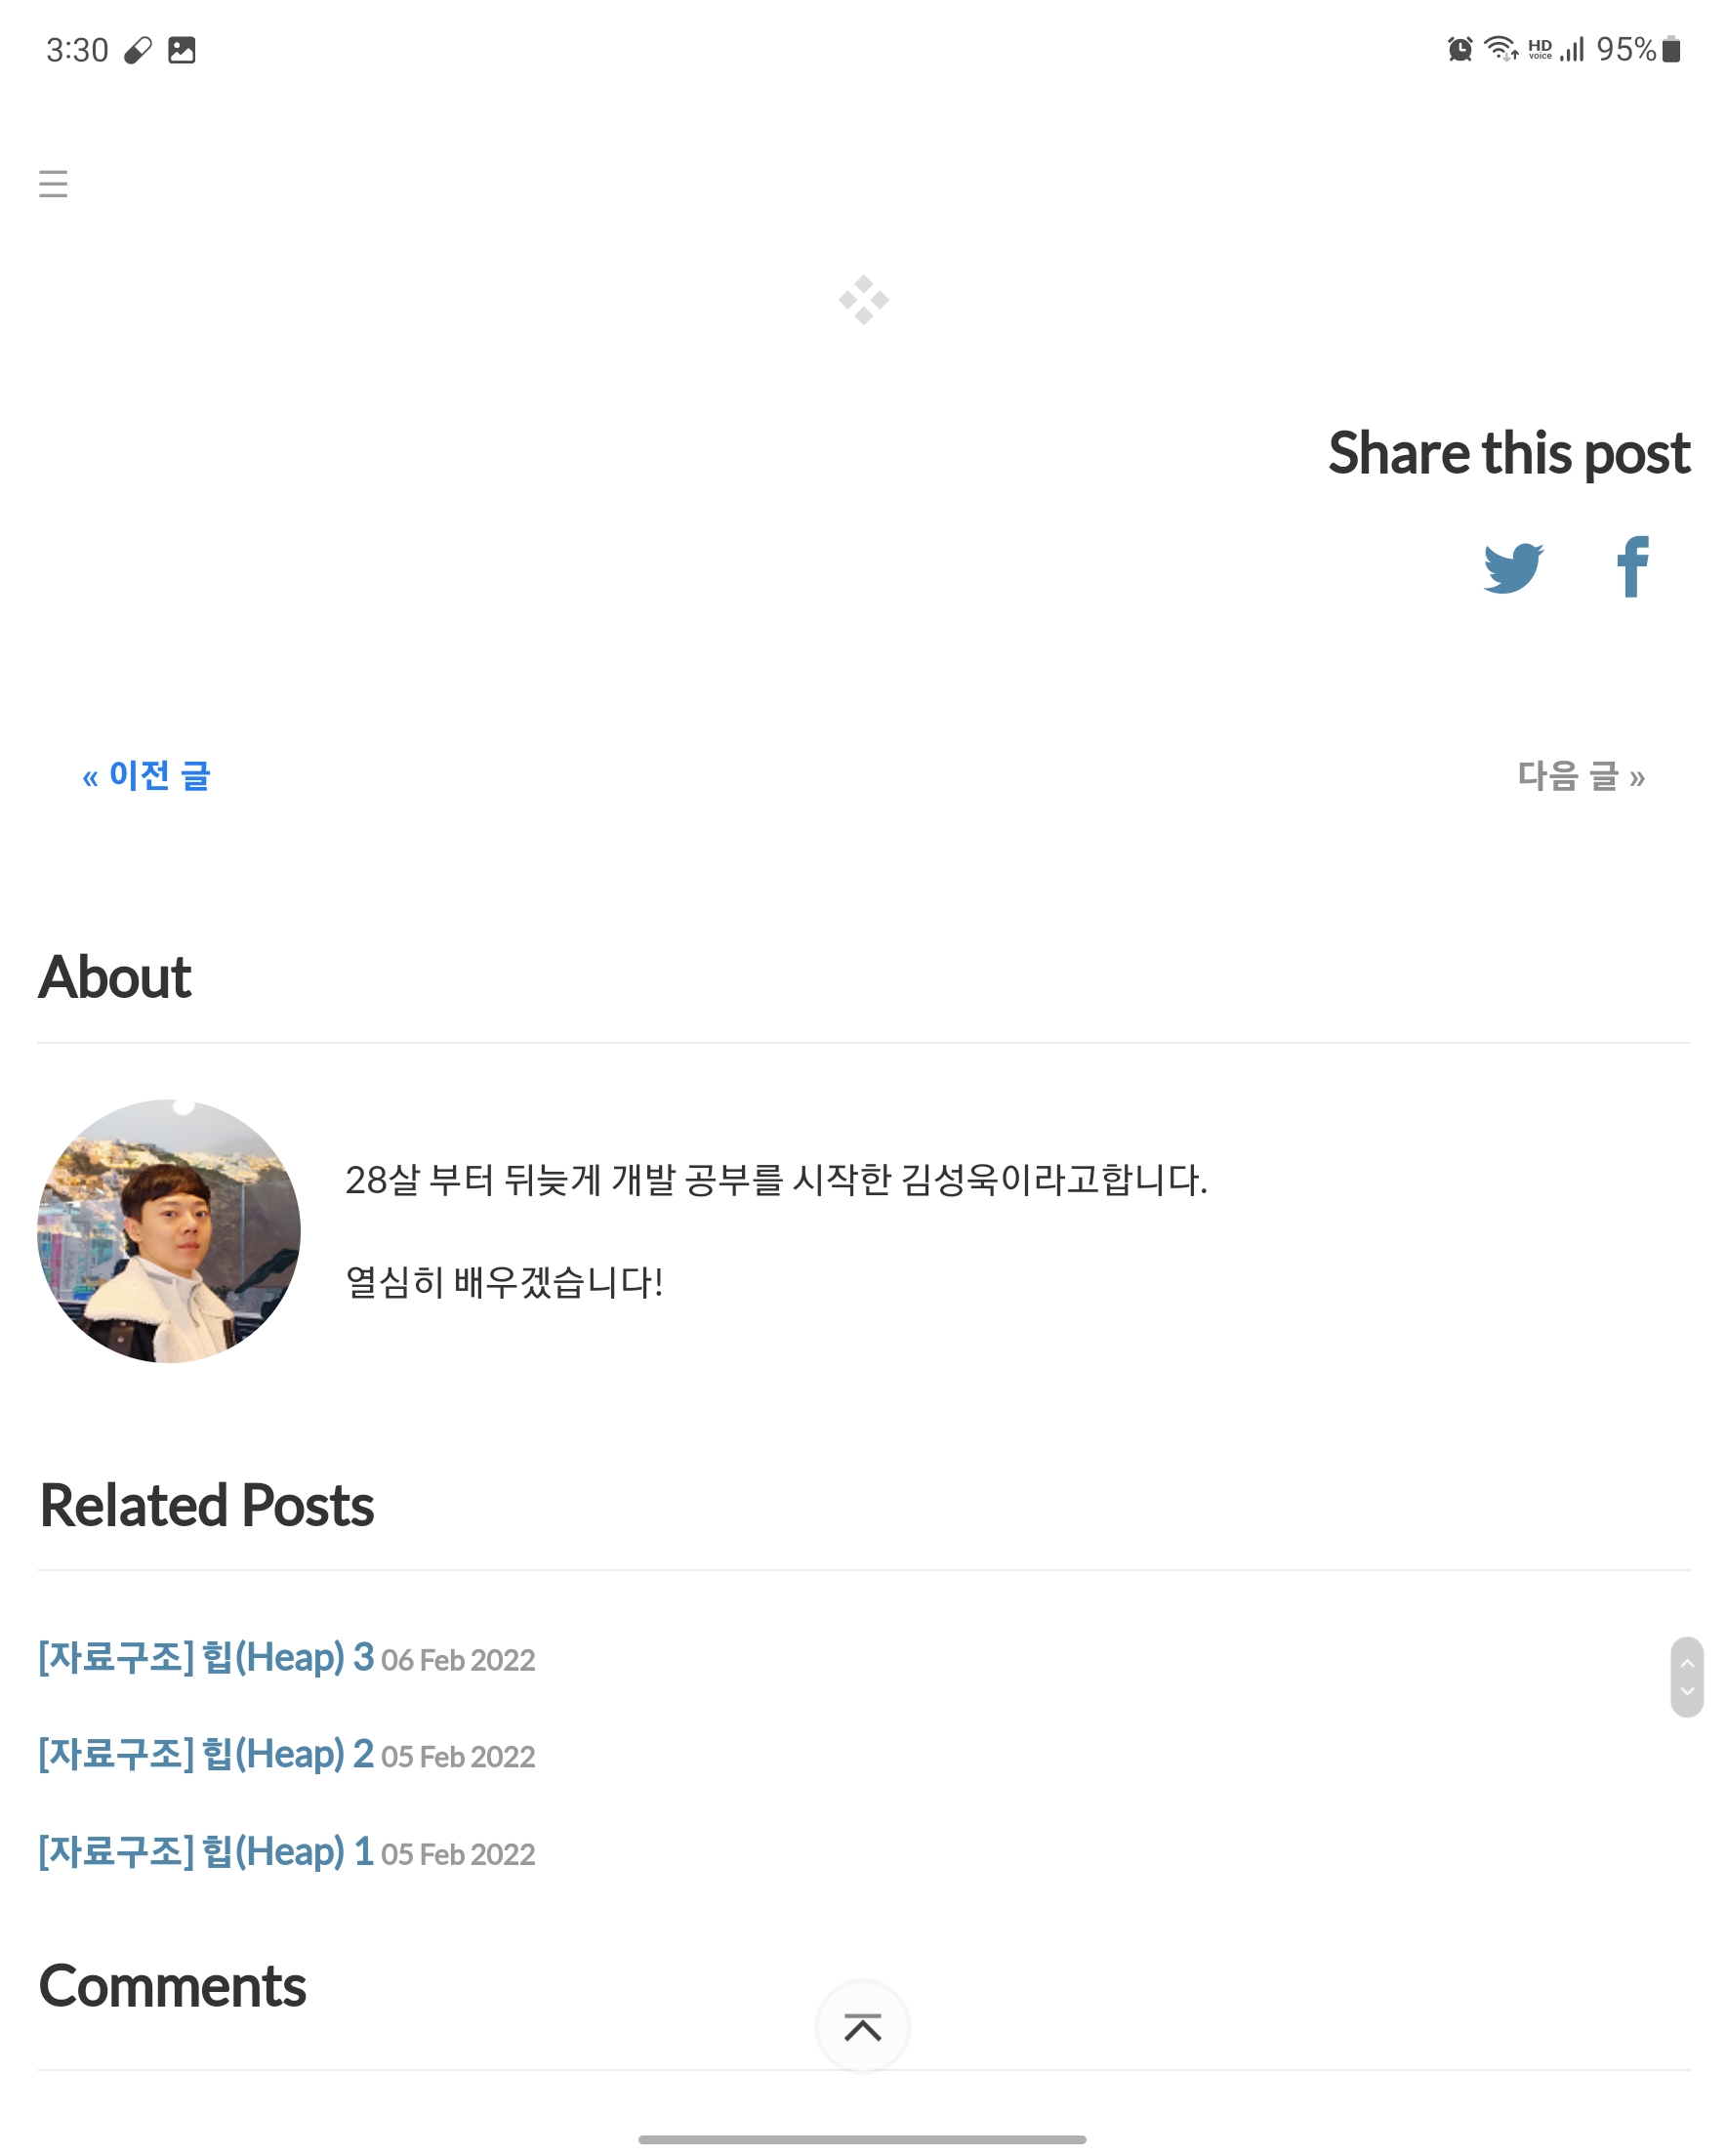 3:30
HD voice 95%
Share this post
« 이전 글
다음 글 »
About
28살 부터 뒤늦게 개발 공부를 시작한 김성욱이라고합니다.
열심히 배우겠습니다!
Related Posts
[자료구조] 힙(Heap) 3 06 Feb 2022
[자료구조] 힙(Heap) 2 05 Feb 2022
[자료구조] 힙(Heap) 1 05 Feb 2022
Comments